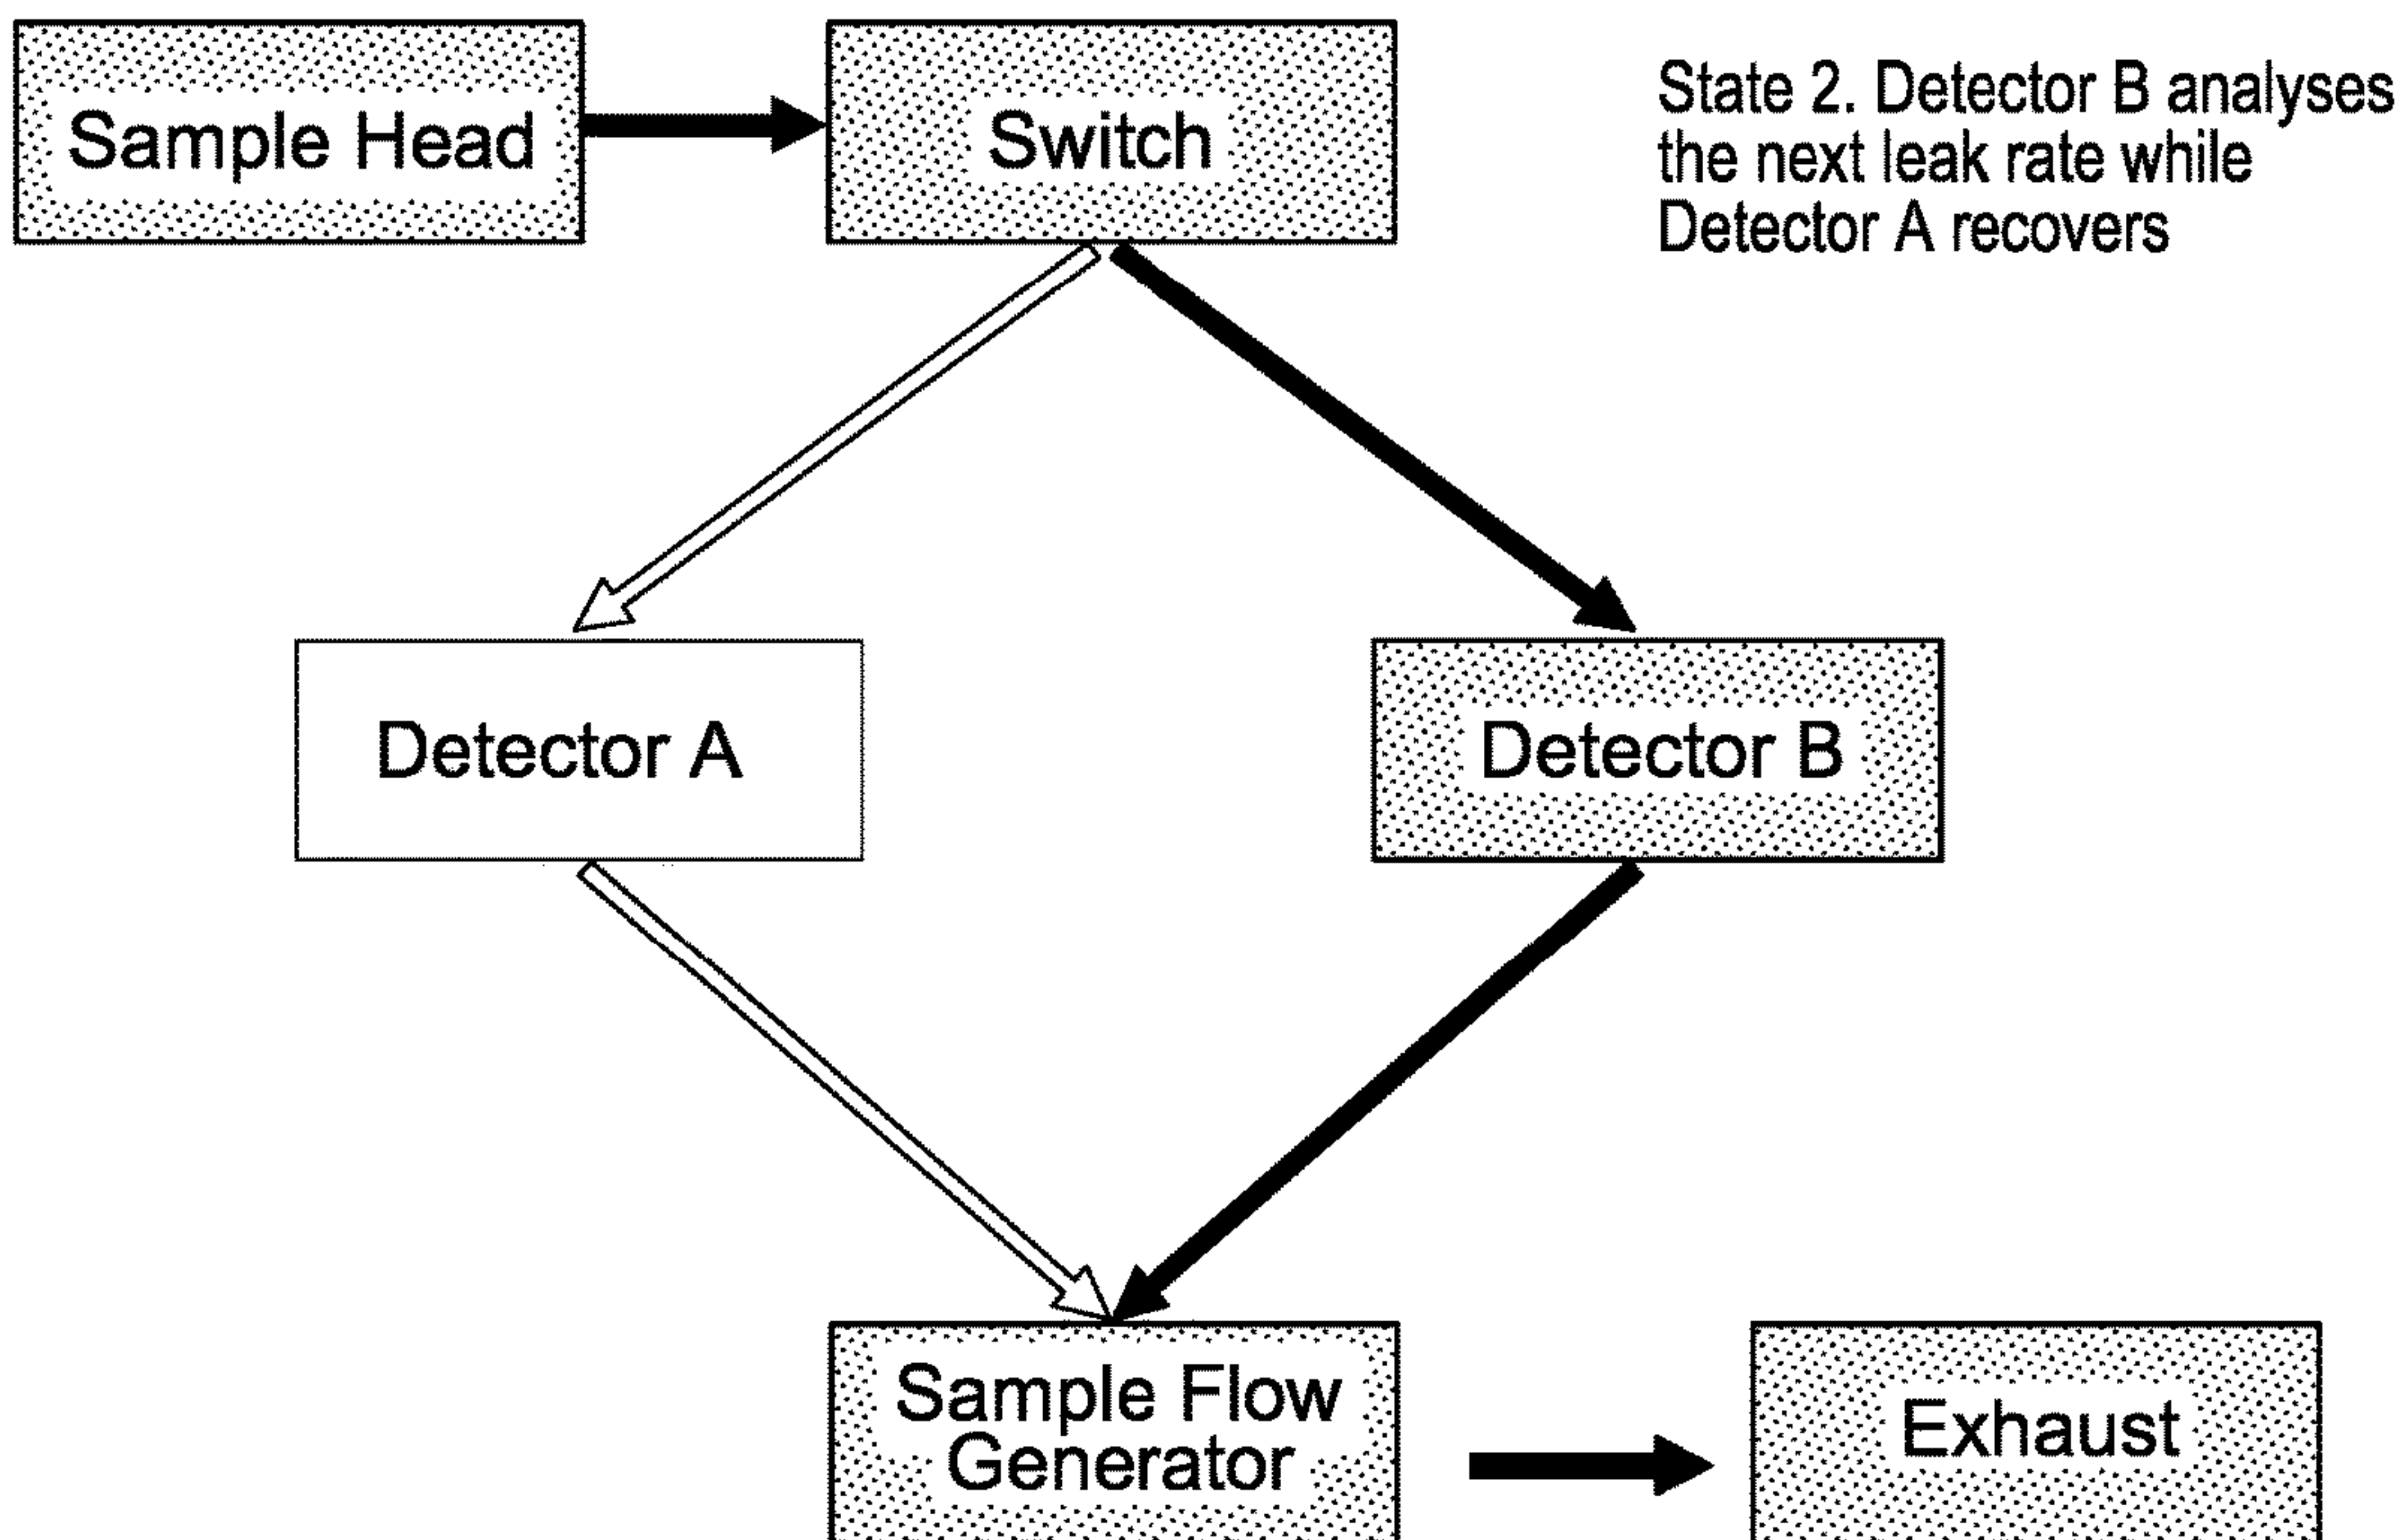 Sample Head
Switch
State 2. Detector B analyses
the next leak rate while
Detector A recovers
Detector A
Detector B
Sample Flow
Generator
Exhaust